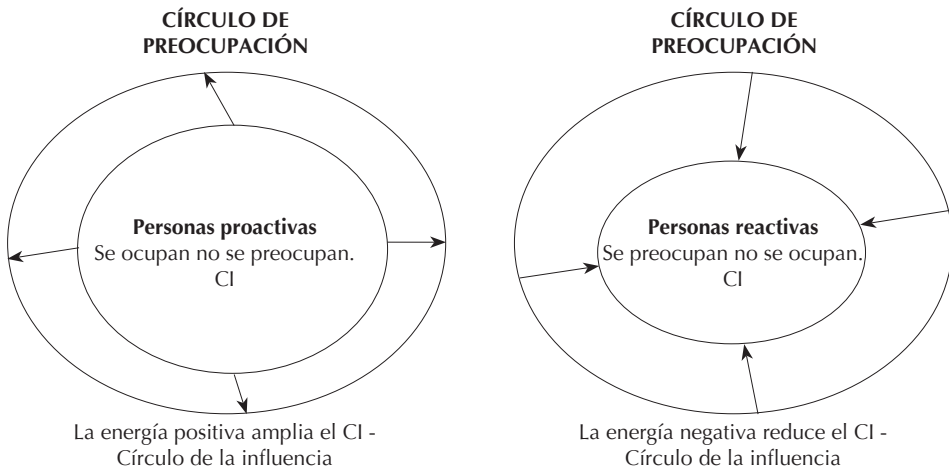 CÍRCULO DE
PREOCUPACIÓN
Personas proactivas
Se ocupan no se preocupan.
CI
La energía positiva amplia el CI -
Círculo de la influencia
CÍRCULO DE
PREOCUPACIÓN
Personas reactivas
Se preocupan no se ocupan.
CI
La energía negativa reduce el CI -
Círculo de la influencia